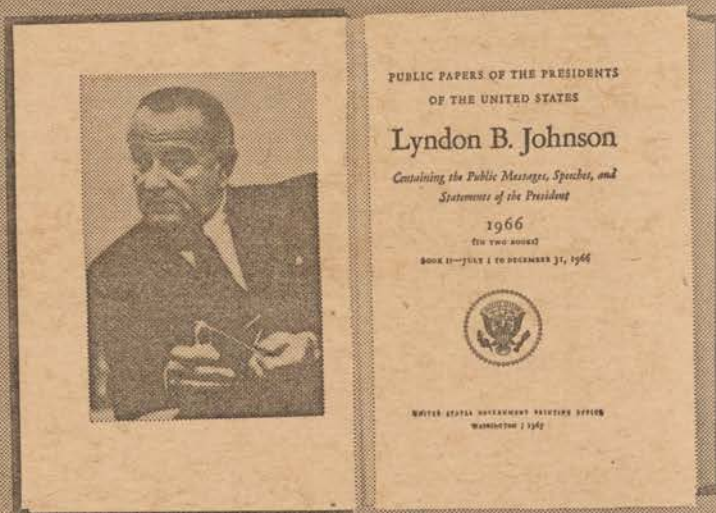 PUBLIC PAPERS OF THE PRESIDENTS
OF THE UNITED STATES
Lyndon B. Johnson
Containing the Public Messages, Speeches, and
Statements of the President
1966
(IN TWO BOOKS)
BOOK II—JULY 1 TO DECEMBER 31, 1966
UNITED STATES GOVERNMENT PRINTING OFFICE
WASHINGTON : 1967